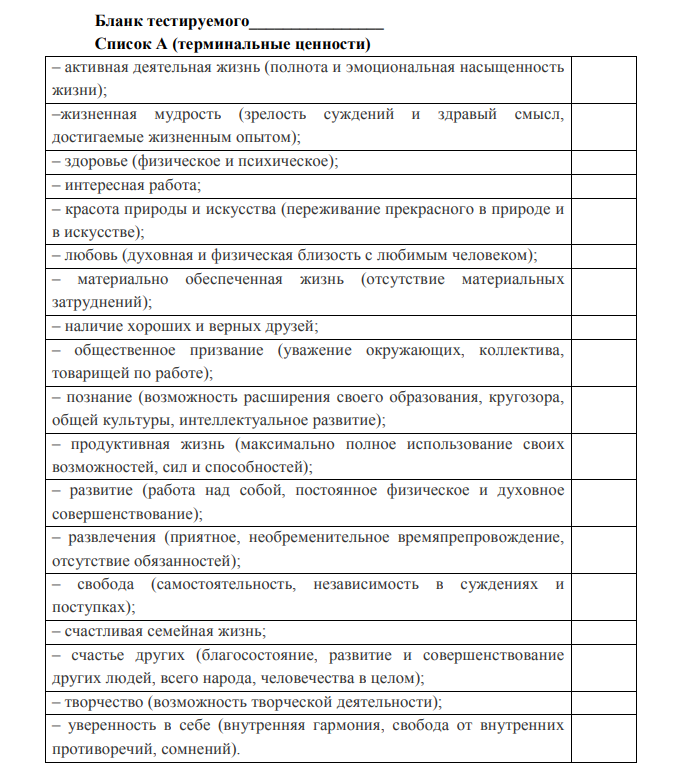 Бланк тестируемого________________
Список А (терминальные ценности)
– активная деятельная жизнь (полнота и эмоциональная насыщенность
жизни);
–жизненная мудрость (зрелость суждений и здравый смысл,
достигаемые жизненным опытом);
– здоровье (физическое и психическое);
– интересная работа;
– красота природы и искусства (переживание прекрасного в природе и
в искусстве);
– любовь (духовная и физическая близость с любимым человеком);
– материально обеспеченная жизнь (отсутствие материальных
затруднений);
– наличие хороших и верных друзей;
– общественное призвание (уважение окружающих, коллектива,
товарищей по работе);
– познание (возможность расширения своего образования, кругозора,
общей культуры, интеллектуальное развитие);
– продуктивная жизнь (максимально полное использование своих
возможностей, сил и способностей);
– развитие (работа над собой, постоянное физическое и духовное
совершенствование);
– развлечения (приятное, необременительное времяпрепровождение,
отсутствие обязанностей);
– свобода (самостоятельность, независимость в суждениях и
поступках);
– счастливая семейная жизнь;
– счастье других (благосостояние, развитие и совершенствование
других людей, всего народа, человечества в целом);
– творчество (возможность творческой деятельности);
– уверенность в себе (внутренняя гармония, свобода от внутренних
противоречий, сомнений).